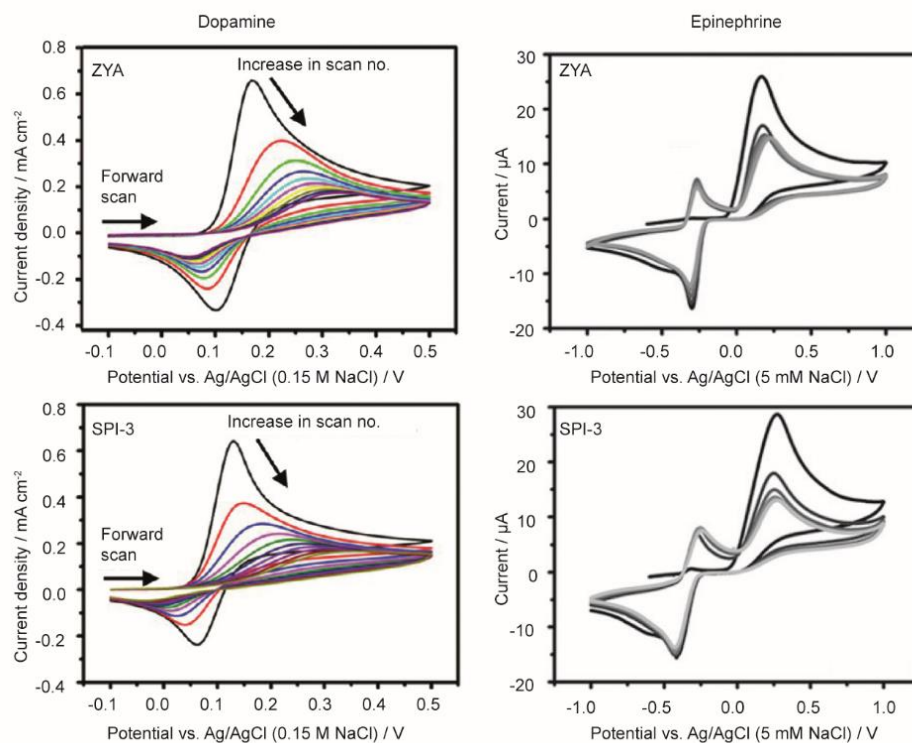 Dopamine
Epinephrine
ZYA
Increase in scan no.
Forward
scan
Current density / mA cm-2
0.8
0.6
0.4
0.2
0.0
-0.2
-0.4
-0.1 0.0 0.1 0.2 0.3 0.4 0.5
Potential vs. Ag/AgCl (0.15 M NaCl) / V
ZYA
Current / µA
30
20
10
0
-10
-20
-1.0 -0.5 0.0 0.5 1.0
Potential vs. Ag/AgCl (5 mM NaCl) / V
SPI-3
Increase in scan no.
Forward
scan
Current density / mA cm-2
0.8
0.6
0.4
0.2
0.0
-0.2
-0.4
-0.1 0.0 0.1 0.2 0.3 0.4 0.5
Potential vs. Ag/AgCl (0.15 M NaCl) / V
SPI-3
Current / µA
30
20
10
0
-10
-20
-1.0 -0.5 0.0 0.5 1.0
Potential vs. Ag/AgCl (5 mM NaCl) / V